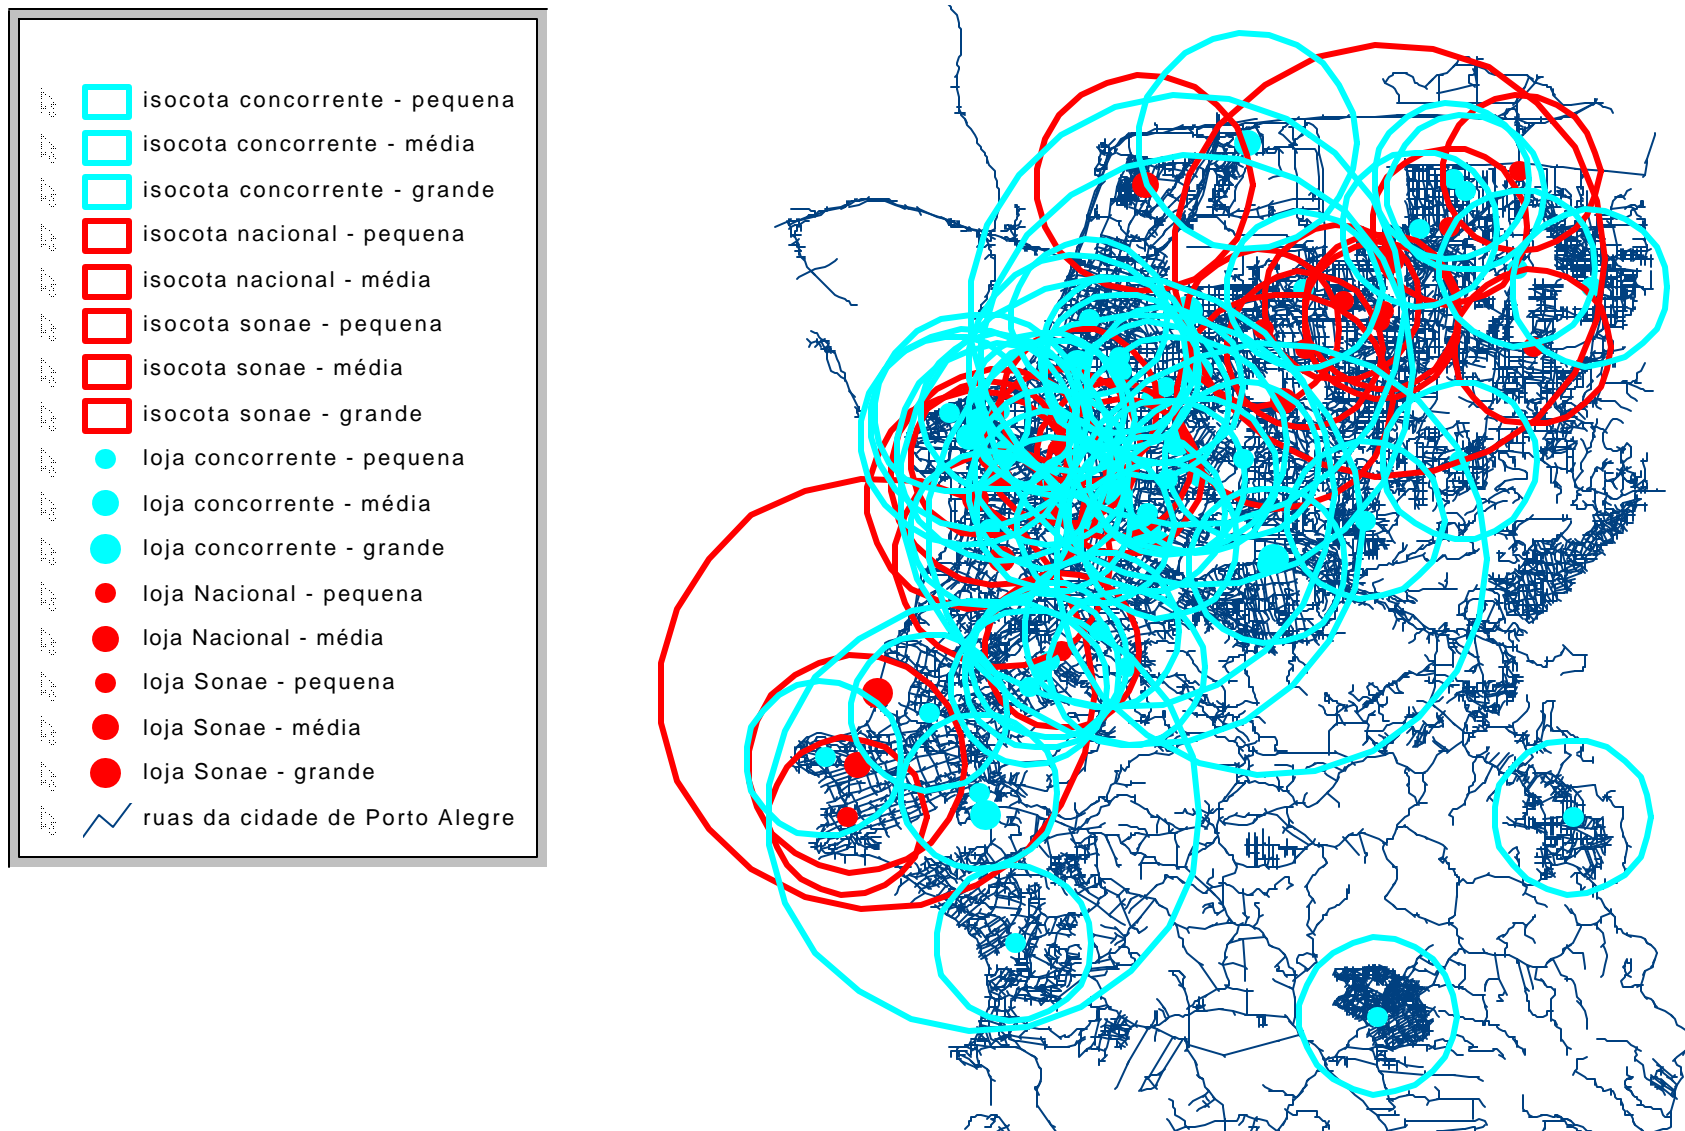 isocota concorrente - pequena
isocota concorrente - média
isocota concorrente - grande
isocota nacional - pequena
isocota nacional - média
isocota sonae - pequena
isocota sonae - média
isocota sonae - grande
loja concorrente - pequena
loja concorrente - média
loja concorrente - grande
loja Nacional - pequena
loja Nacional - média
loja Sonae - pequena
loja Sonae - média
loja Sonae - grande
ruas da cidade de Porto Alegre